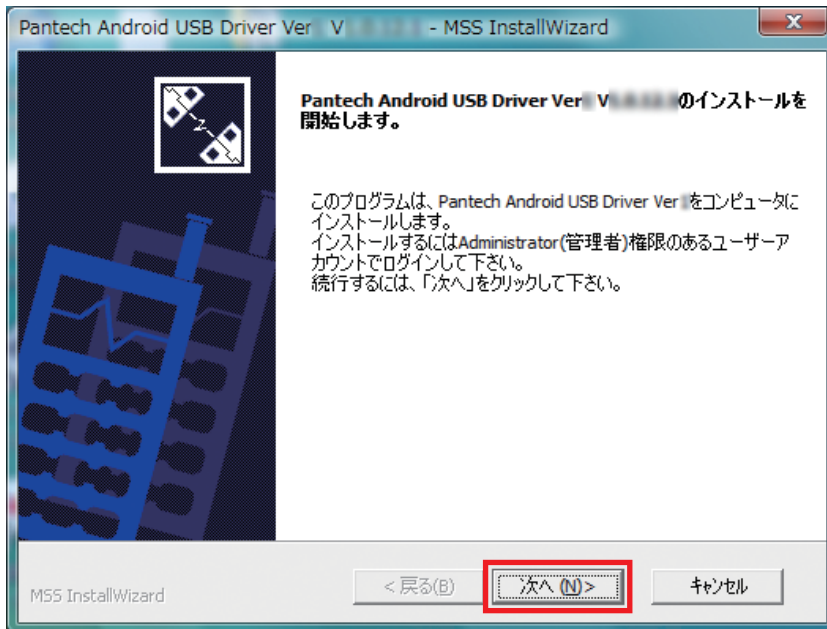 Pantech Android USB Driver Ver V - MSS InstallWizard
Pantech Android USB Driver Ver V のインストールを
開始します。
このプログラムは、Pantech Android USB Driver Ver をコンピュータに
インストールします。
インストールするにはAdministrator(管理者)権限のあるユーザーア
カウントでログインして下さい。
続行するには、「次へ」をクリックして下さい。
MSS InstallWizard
< 戻る(B)
次へ (N) >
キャンセル